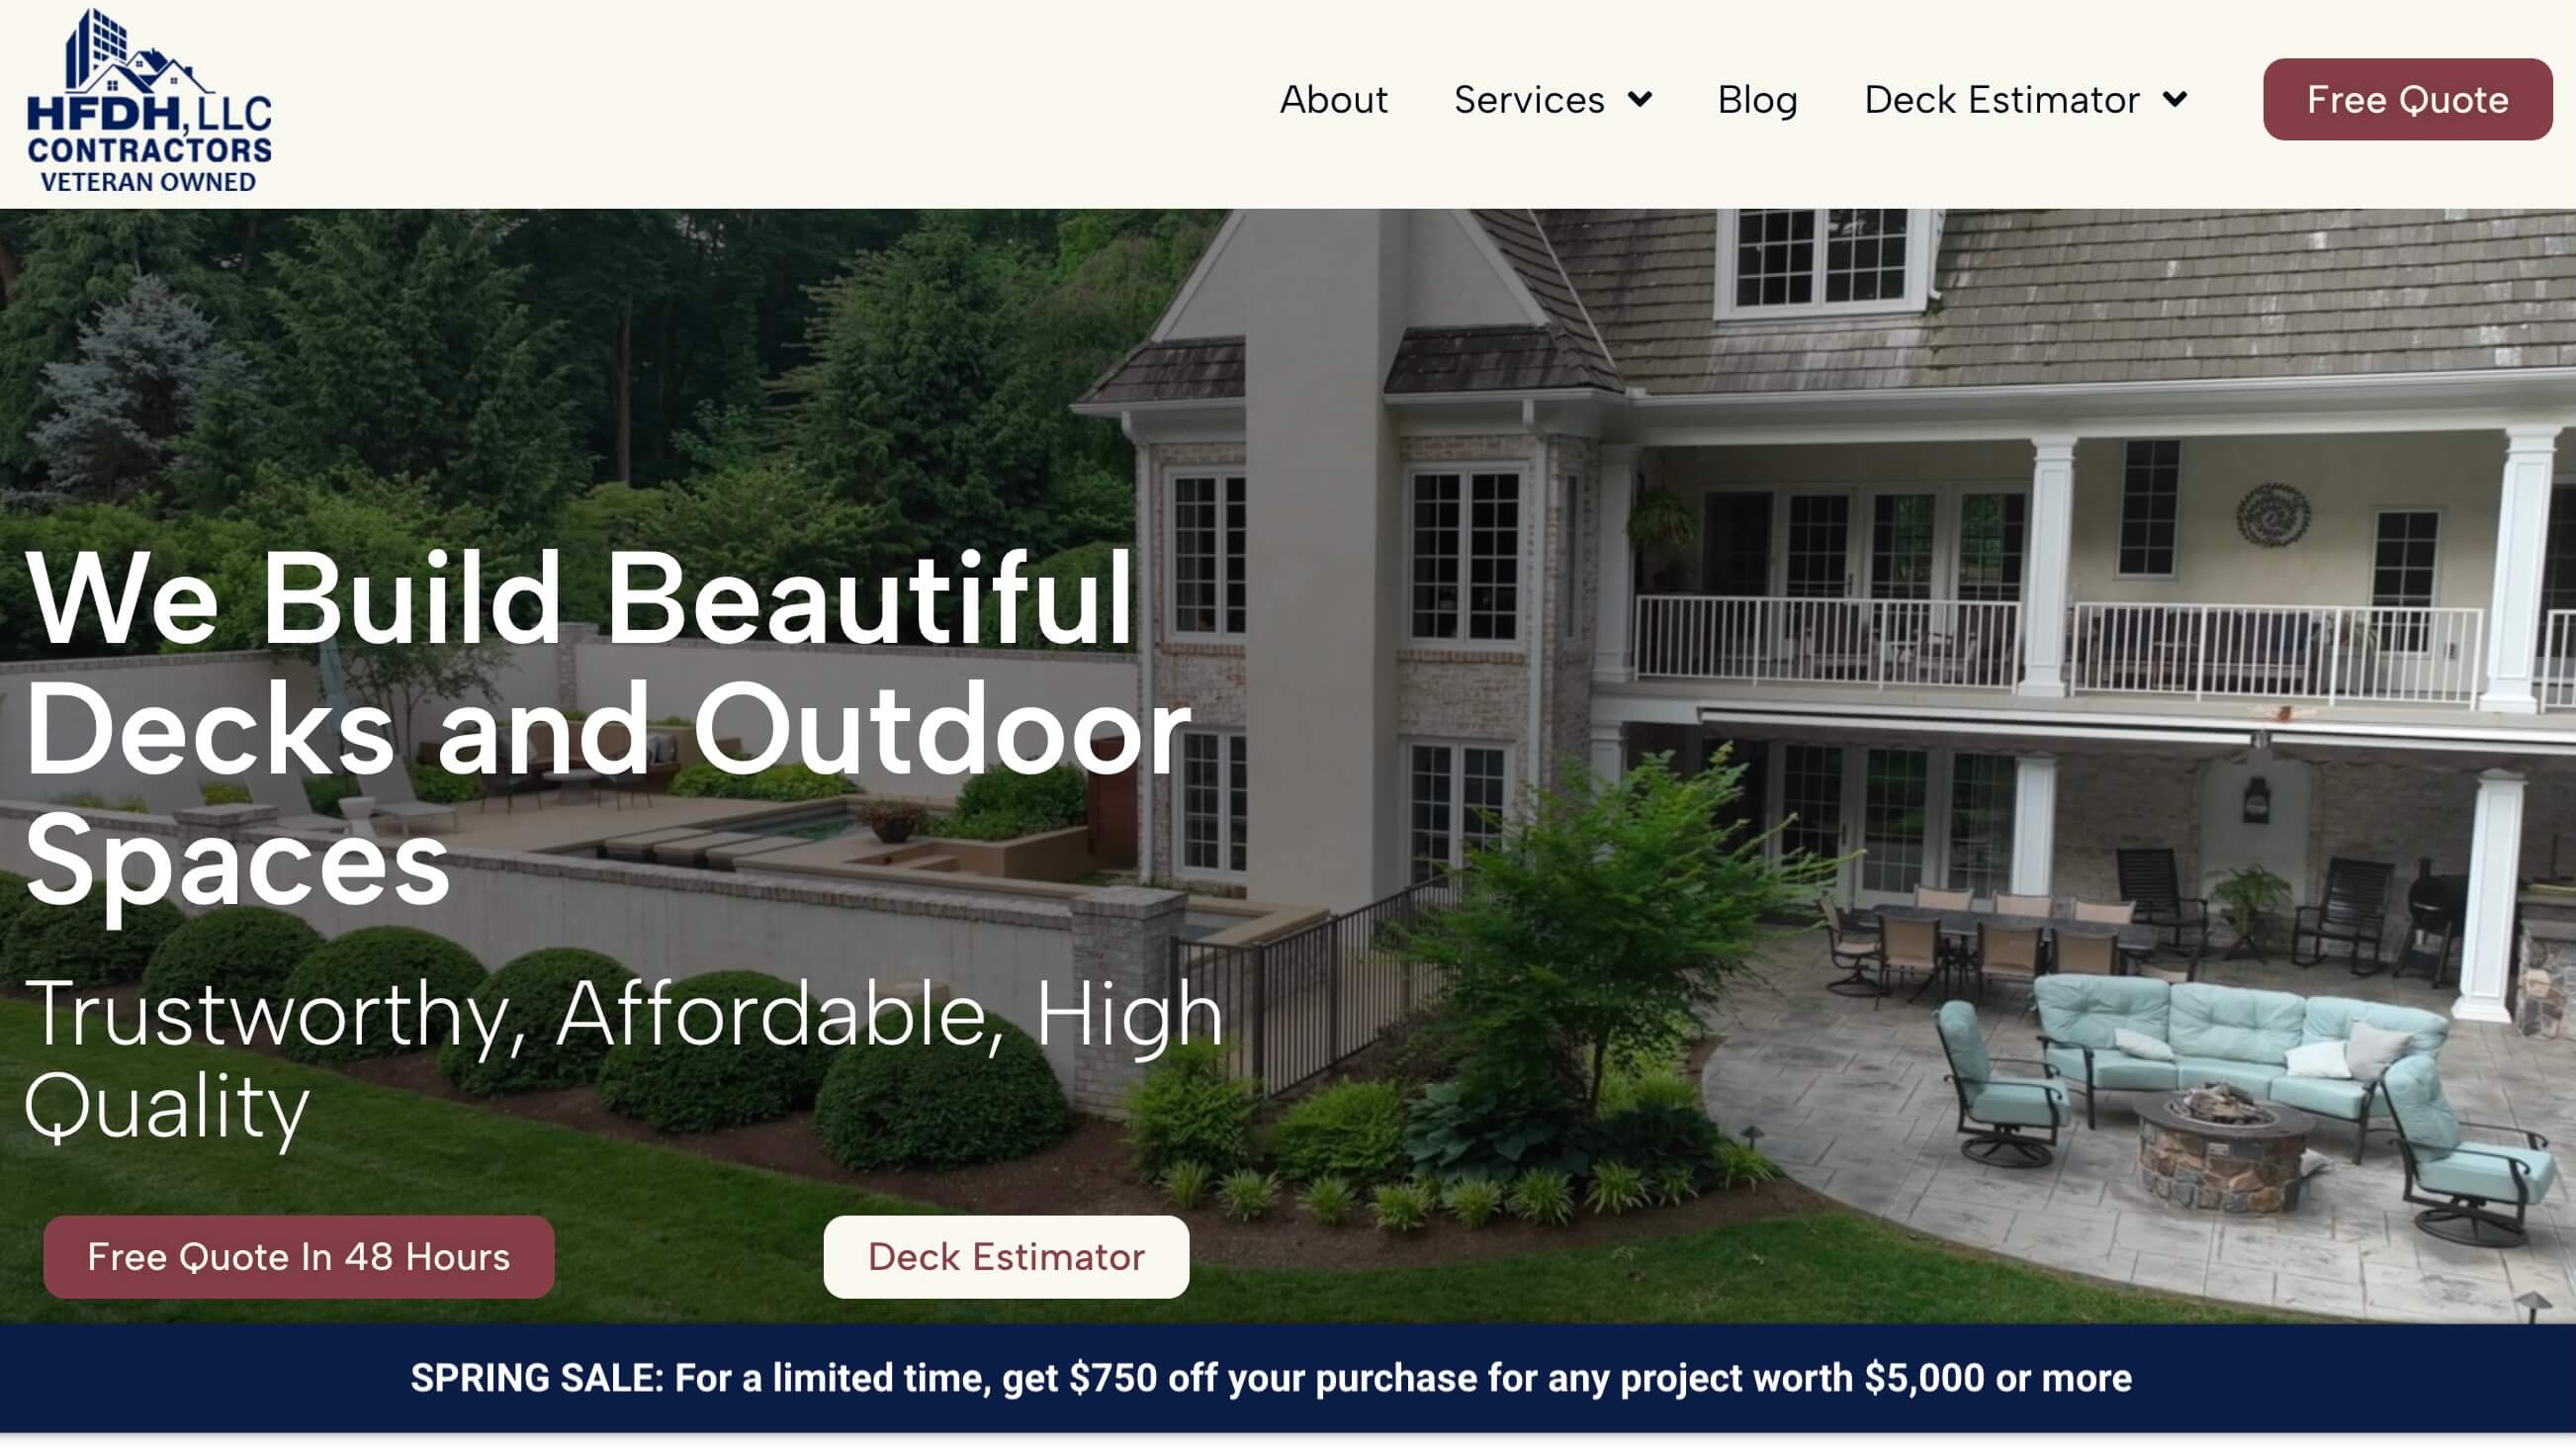 HFDH, LLC
CONTRACTORS
VETERAN OWNED
About
Services
Blog
Deck Estimator
Free Quote
We Build Beautiful
Decks and Outdoor
Spaces
Trustworthy, Affordable, High
Quality
Free Quote In 48 Hours
Deck Estimator
SPRING SALE: For a limited time, get $750 off your purchase for any project worth $5,000 or more